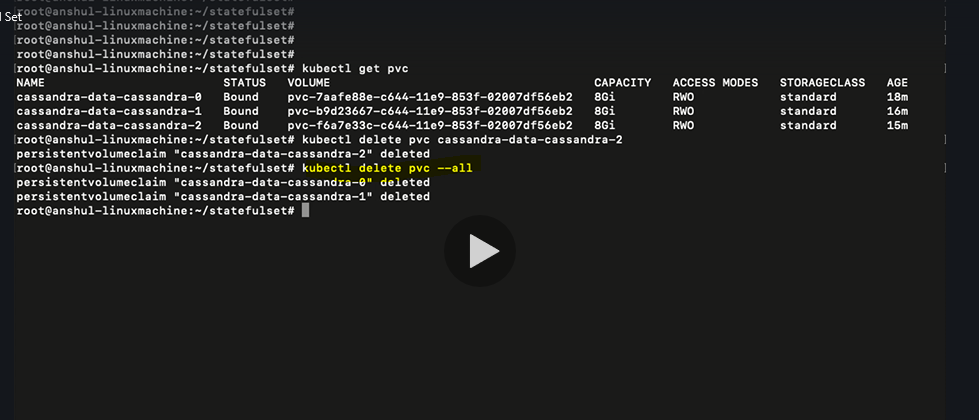 l Set
root@anshul-linuxmachine:~/statefulset#
[root@anshul-linuxmachine:~/statefulset# ]
[root@anshul-linuxmachine:~/statefulset# ]
[root@anshul-linuxmachine:~/statefulset# ]
[root@anshul-linuxmachine:~/statefulset# kubectl get pvc ]
NAME STATUS VOLUME CAPACITY ACCESS MODES STORAGECLASS AGE
cassandra-data-cassandra-0 Bound pvc-7aafe88e-c644-11e9-853f-02007df56eb2 8Gi RWO standard 18m
cassandra-data-cassandra-1 Bound pvc-b9d23667-c644-11e9-853f-02007df56eb2 8Gi RWO standard 16m
cassandra-data-cassandra-2 Bound pvc-f6a7e33c-c644-11e9-853f-02007df56eb2 8Gi RWO standard 15m
[root@anshul-linuxmachine:~/statefulset# kubectl delete pvc cassandra-data-cassandra-2 ]
persistentvolumeclaim "cassandra-data-cassandra-2" deleted
[root@anshul-linuxmachine:~/statefulset# kubectl delete pvc --all ]
persistentvolumeclaim "cassandra-data-cassandra-0" deleted
persistentvolumeclaim "cassandra-data-cassandra-1" deleted
root@anshul-linuxmachine:~/statefulset#